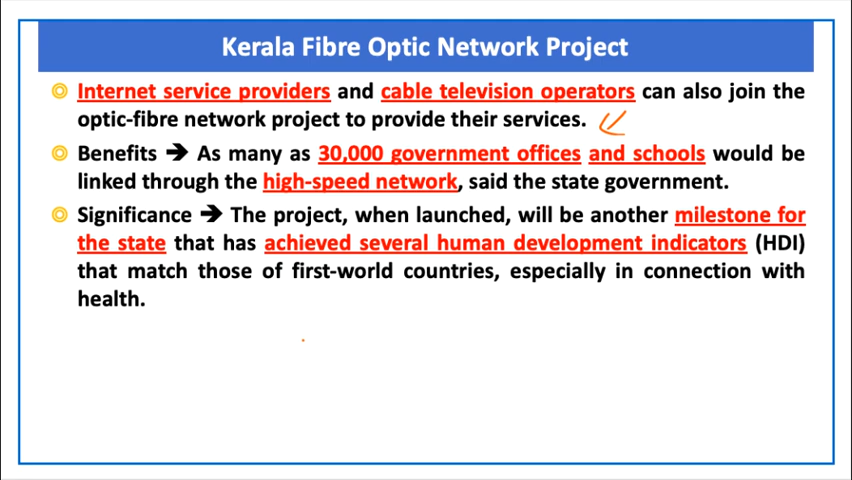 Kerala Fibre Optic Network Project
Internet service providers and cable television operators can also join the
optic-fibre network project to provide their services.
Benefits ➔ As many as 30,000 government offices and schools would be
linked through the high-speed network, said the state government.
Significance ➔ The project, when launched, will be another milestone for
the state that has achieved several human development indicators (HDI)
that match those of first-world countries, especially in connection with
health.